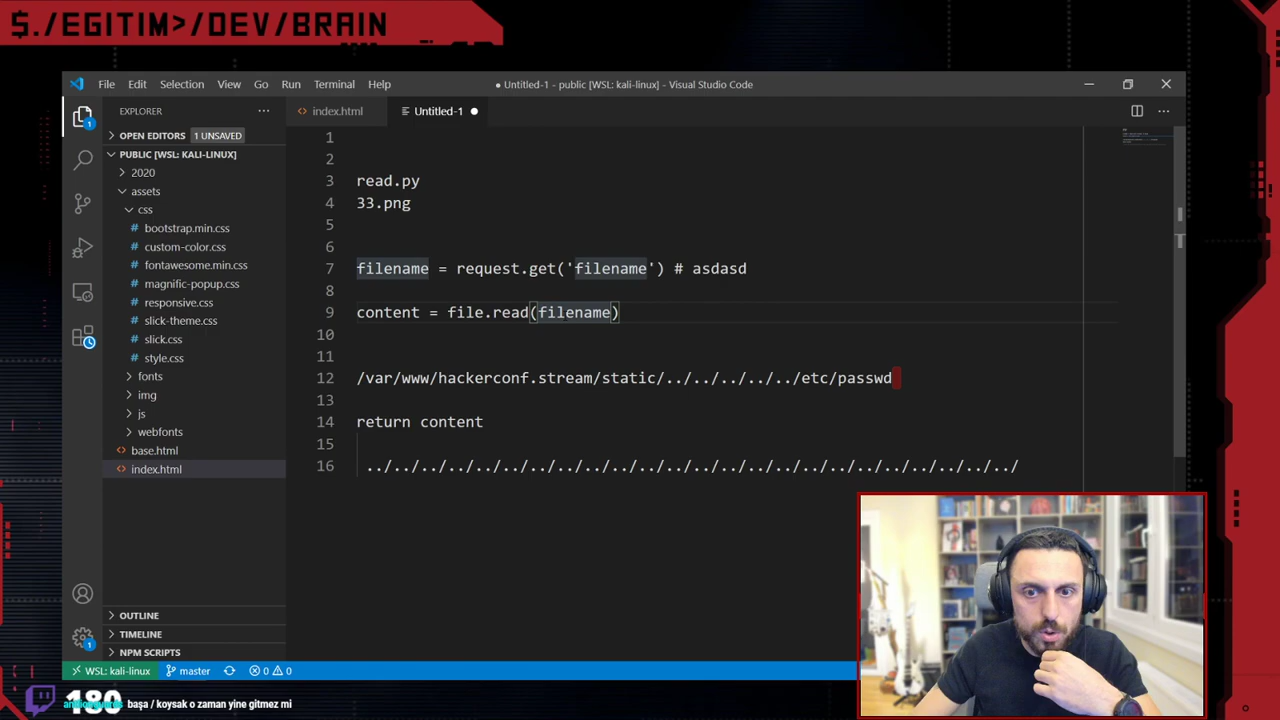 $./EGITIM>/DEV/BRAIN
File Edit Selection View Go Run Terminal Help
● Untitled-1 - public [WSL: kali-linux] - Visual Studio Code
EXPLORER
index.html
Untitled-1
OPEN EDITORS 1 UNSAVED
PUBLIC [WSL: KALI-LINUX]
2020
assets
css
# bootstrap.min.css
# custom-color.css
# fontawesome.min.css
# magnific-popup.css
# responsive.css
# slick-theme.css
# slick.css
# style.css
fonts
img
js
webfonts
base.html
index.html
OUTLINE
TIMELINE
NPM SCRIPTS
1
2
3 read.py
4 33.png
5
6
7 filename = request.get('filename') # asdasd
8
9 content = file.read(filename)
10
11
12 /var/www/hackerconf.stream/static/../../../../../etc/passwd
13
14 return content
15
16 ../../../../../../../../../../../../../../../../../../../../../../../../
WSL: kali-linux master 0 0
180
başa / koysak o zaman yine gitmez mi